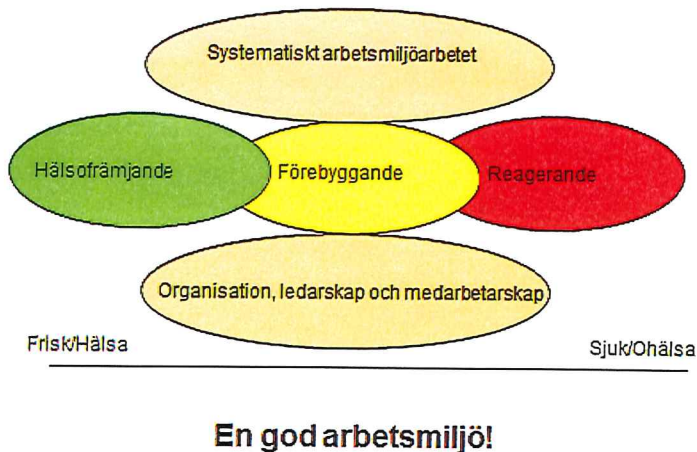 Systematiskt arbetsmiljöarbetet
Hälsofrämjande
Förebyggande
Reagerande
Organisation, ledarskap och medarbetarskap
Frisk/Hälsa
Sjuk/Ohälsa
En god arbetsmiljö!